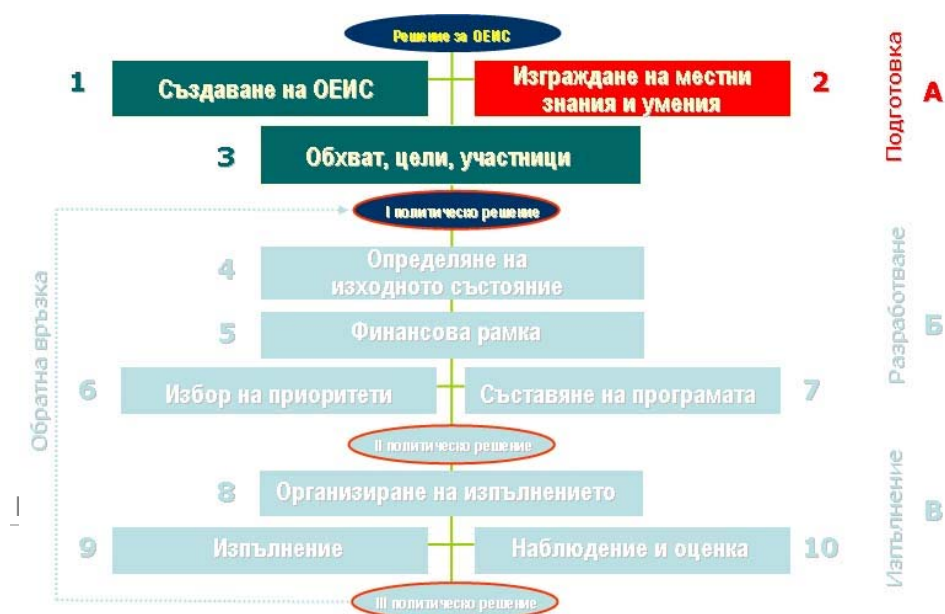 Решение за ОЕИС
1
Създаване на ОЕИС
Изграждане на местни
знания и умения
2
3
Обхват, цели, участници
I политическо решение
4
Определяне на
изходното състояние
5
Финансова рамка
6
Избор на приоритети
Съставяне на програмата
7
II политическо решение
8
Организиране на изпълнението
9
Изпълнение
Наблюдение и оценка
10
III политическо решение
Обратна връзка
Подготовка
А
Разработване
Б
Изпълнение
В